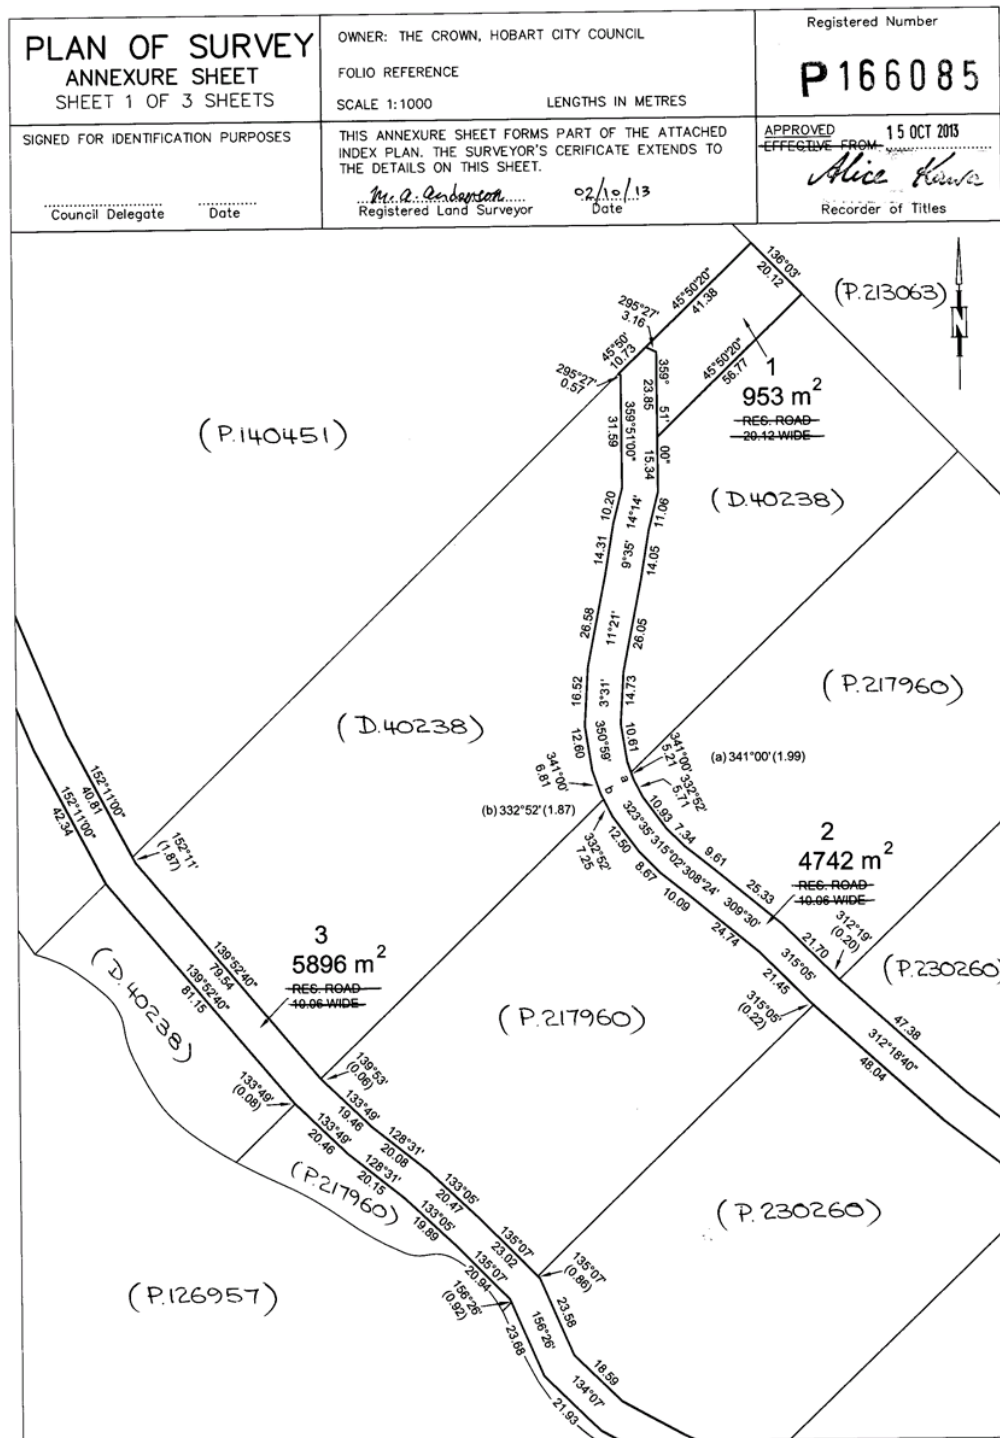 PLAN OF SURVEY
ANNEXURE SHEET
SHEET 1 OF 3 SHEETS
OWNER: THE CROWN, HOBART CITY COUNCIL
FOLIO REFERENCE
SCALE 1:1000 LENGTHS IN METRES
Registered Number
P166085
SIGNED FOR IDENTIFICATION PURPOSES
Council Delegate Date
THIS ANNEXURE SHEET FORMS PART OF THE ATTACHED
INDEX PLAN. THE SURVEYOR'S CERIFICATE EXTENDS TO
THE DETAILS ON THIS SHEET.
M.A. Anderson 02/10/13
Registered Land Surveyor Date
APPROVED 15 OCT 2013
EFFECTIVE FROM
Alice Kawa
Recorder of Titles
136°03'
20.12
(P.213063)
N
45°50'20"
41.38
295°27'
3.16
45°50'
10.73
295°27'
0.57
45°50'20"
56.77
1
953 m²
RES. ROAD
20.12 WIDE
359° 51' 00"
23.85
15.34
359°51'00"
31.59
(P.140451)
(D.40238)
10.20
14°14'
11.06
14.31
9°35'
14.05
26.58
11°21'
26.05
16.52
3°31'
14.73
12.60
350°59'
10.61
(P.217960)
(D.40238)
341°00'
6.81
341°00'
5.21
332°52'
5.71
(a) 341°00' (1.99)
a
b
(b) 332°52' (1.87)
332°52'
7.25
10.93
323°35'
12.50
7.34
315°02'
8.67
9.61
308°24'
10.09
25.33
309°30'
24.74
2
4742 m²
RES. ROAD
10.06 WIDE
312°19'
(0.20)
21.70
315°05'
21.45
315°05'
(0.22)
(P.230260)
47.38
312°18'40"
48.04
152°11'00"
40.81
152°11'00"
42.34
152°11'
(1.87)
3
5896 m²
RES. ROAD
10.06 WIDE
139°52'40"
79.54
139°52'40"
81.15
(D.40238)
(P.217960)
139°53'
(0.06)
133°49'
(0.08)
133°49'
19.46
133°49'
20.46
128°31'
20.08
128°31'
20.15
(P.217960)
133°05'
20.47
133°05'
19.89
135°07'
23.02
135°07'
20.94
135°07'
(0.86)
156°26'
(0.92)
(P.230260)
(P.126957)
23.58
156°26'
23.68
18.59
134°07'
21.93